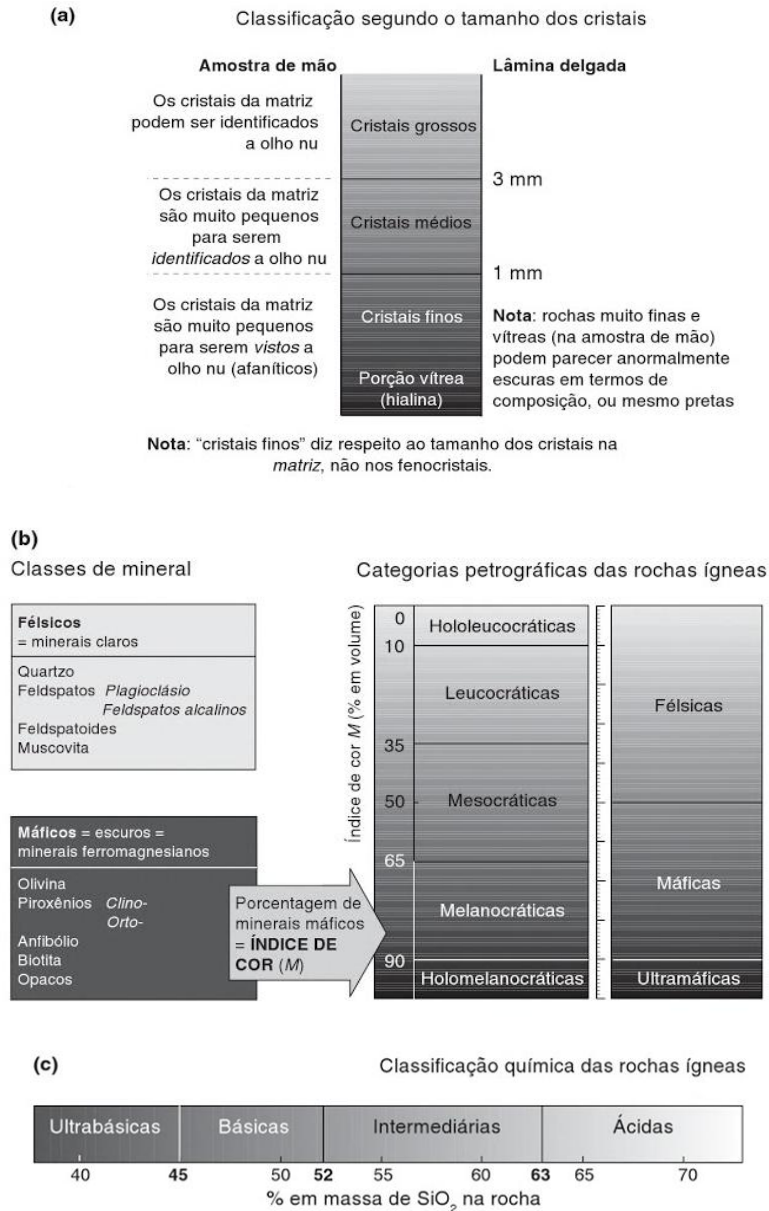 (a)
Classificação segundo o tamanho dos cristais
Amostra de mão
Lâmina delgada
Os cristais da matriz
podem ser identificados
a olho nu
Cristais grossos
3 mm
Os cristais da matriz
são muito pequenos
para serem
identificados a olho nu
Cristais médios
1 mm
Os cristais da matriz
são muito pequenos
para serem vistos a
olho nu (afaníticos)
Cristais finos
Porção vítrea
(hialina)
Nota: rochas muito finas e
vítreas (na amostra de mão)
podem parecer anormalmente
escuras em termos de
composição, ou mesmo pretas
Nota: “cristais finos” diz respeito ao tamanho dos cristais na
matriz, não nos fenocristais.
(b)
Classes de mineral
Félsicos
= minerais claros
Quartzo
Feldspatos Plagioclásio
Feldspatos alcalinos
Feldspatoides
Muscovita
Máficos = escuros =
minerais ferromagnesianos
Olivina
Piroxênios Clino-
Orto-
Anfibólio
Biotita
Opacos
Porcentagem de
minerais máficos
= ÍNDICE DE
COR (M)
Categorias petrográficas das rochas ígneas
Índice de cor M (% em volume)
0
10
35
50
65
90
Hololeucocráticas
Leucocráticas
Mesocráticas
Melanocráticas
Holomelanocráticas
Félsicas
Máficas
Ultramáficas
(c)
Classificação química das rochas ígneas
Ultrabásicas Básicas Intermediárias Ácidas
40 45 50 52 55 60 63 65 70
% em massa de SiO₂ na rocha